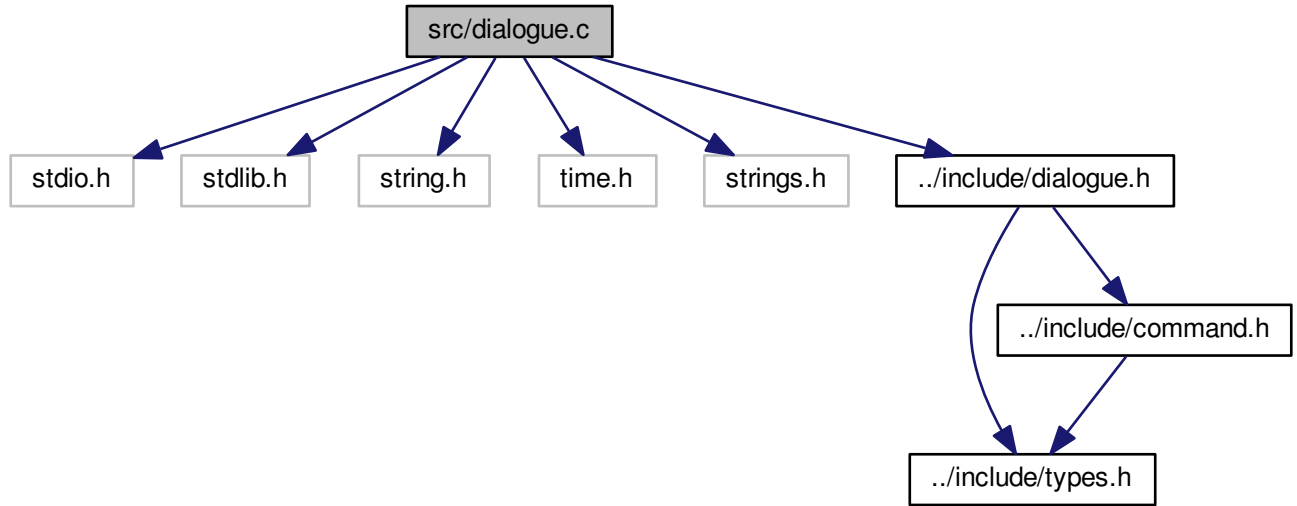 src/dialogue.c
stdio.h
stdlib.h
string.h
time.h
strings.h
../include/dialogue.h
../include/command.h
../include/types.h